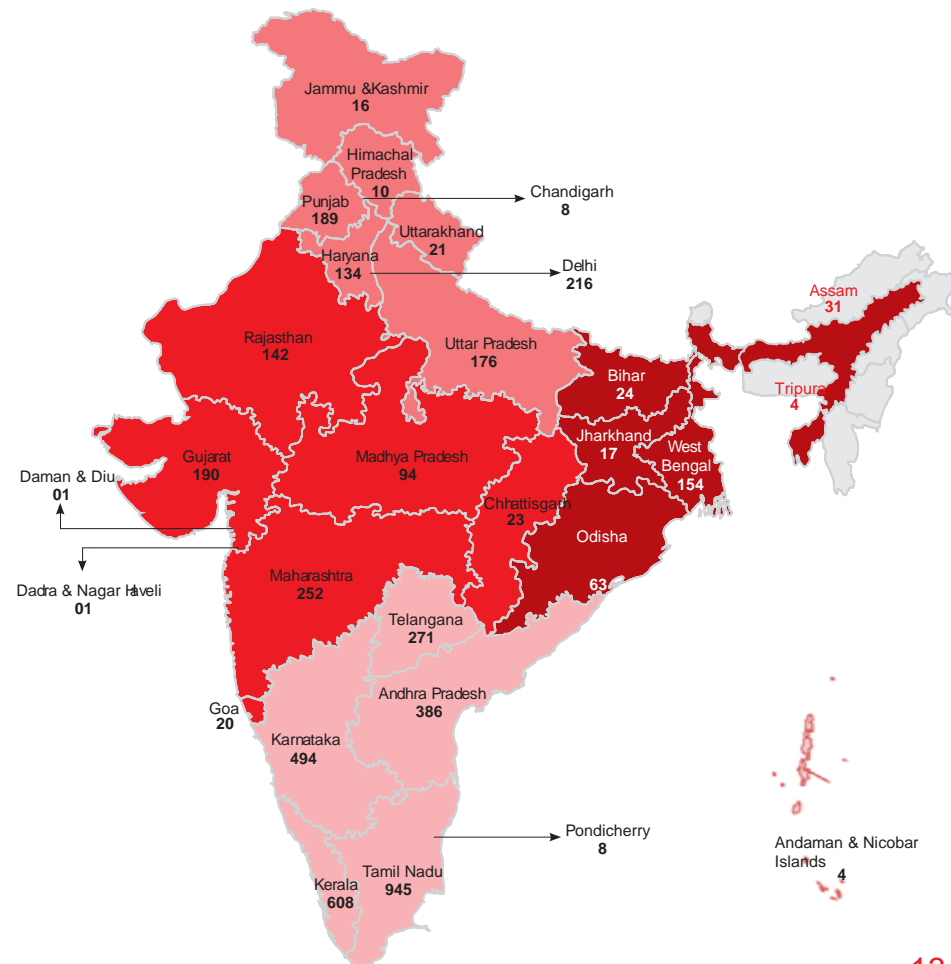 Jammu &Kashmir
16
Himachal
Pradesh
10
Chandigarh
8
Punjab
189
Uttarakhand
21
Haryana
134
Delhi
216
Assam
31
Rajasthan
142
Uttar Pradesh
176
Bihar
24
Tripura
4
Jharkhand
17
West
Bengal
154
Gujarat
190
Madhya Pradesh
94
Daman & Diu
01
Chhattisgarh
23
Odisha
63
Dadra & Nagar Haveli
01
Maharashtra
252
Telangana
271
Andhra Pradesh
386
Goa
20
Karnataka
494
Pondicherry
8
Andaman & Nicobar
Islands
4
Tamil Nadu
945
Kerala
608